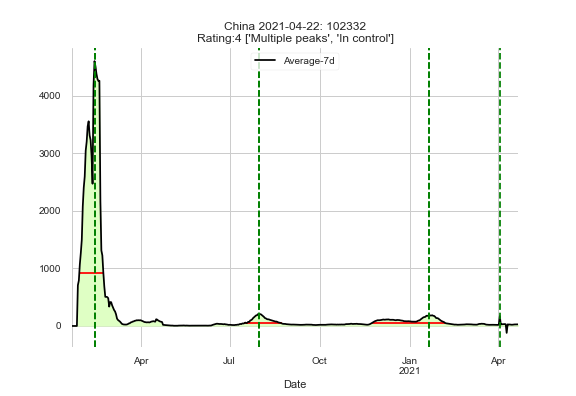 China 2021-04-22: 102332
Rating:4 ['Multiple peaks', 'In control']
Average-7d
4000
3000
2000
1000
0
Apr
Jul
Oct
Jan
2021
Apr
Date